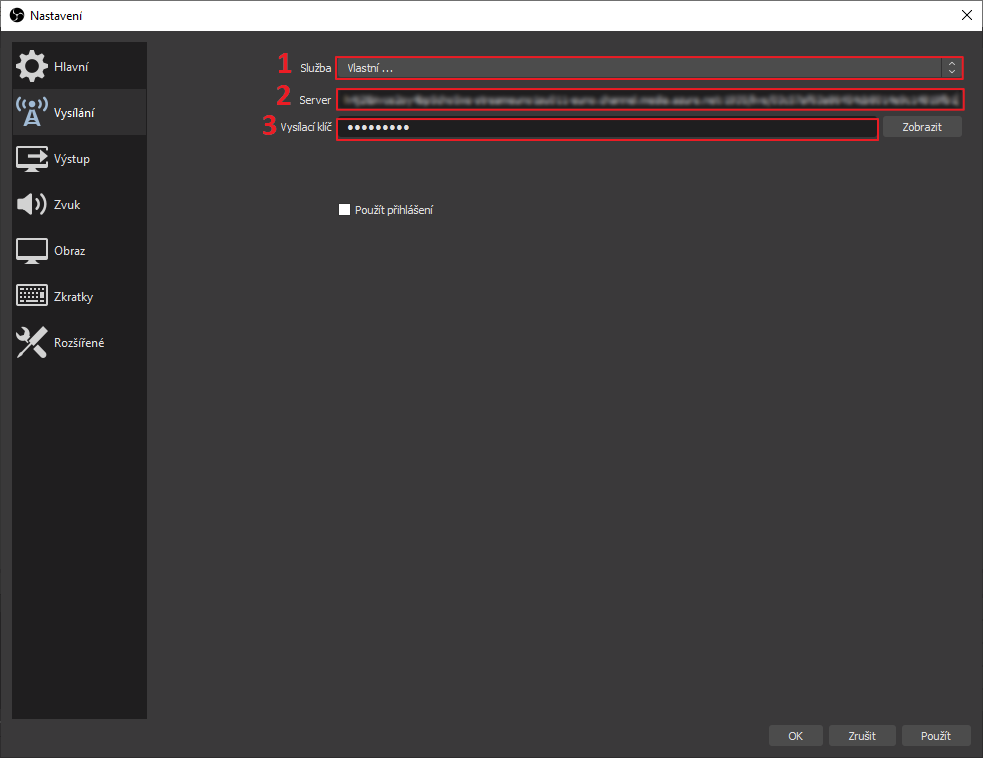 Nastavení
Hlavní
Vysílání
Výstup
Zvuk
Obraz
Zkratky
Rozšířené
1 Služba Vlastní ...
2 Server
3 Vysílací klíč ●●●●●●●●● Zobrazit
Použít přihlášení
OK Zrušit Použít